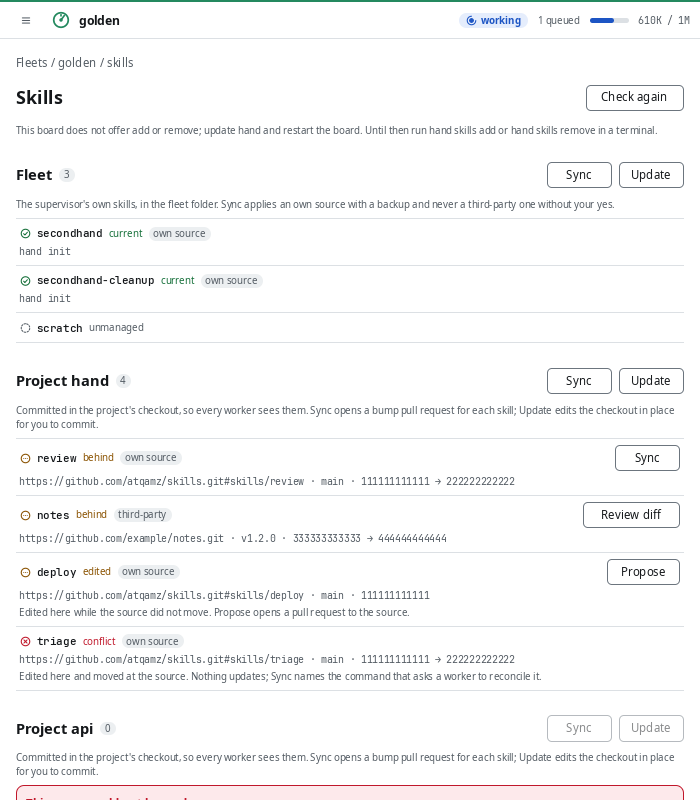 golden
working
1 queued
610K / 1M
Fleets / golden / skills
Skills
Check again
This board does not offer add or remove; update hand and restart the board. Until then run hand skills add or hand skills remove in a terminal.
Fleet 3
Sync
Update
The supervisor's own skills, in the fleet folder. Sync applies an own source with a backup and never a third-party one without your yes.
secondhand current own source
hand init
secondhand-cleanup current own source
hand init
scratch unmanaged
Project hand 4
Sync
Update
Committed in the project's checkout, so every worker sees them. Sync opens a bump pull request for each skill; Update edits the checkout in place
for you to commit.
review behind own source
Sync
https://github.com/atqamz/skills.git#skills/review · main · 111111111111 → 222222222222
notes behind third-party
Review diff
https://github.com/example/notes.git · v1.2.0 · 333333333333 → 444444444444
deploy edited own source
Propose
https://github.com/atqamz/skills.git#skills/deploy · main · 111111111111
Edited here while the source did not move. Propose opens a pull request to the source.
triage conflict own source
https://github.com/atqamz/skills.git#skills/triage · main · 111111111111 → 222222222222
Edited here and moved at the source. Nothing updates; Sync names the command that asks a worker to reconcile it.
Project api 0
Sync
Update
Committed in the project's checkout, so every worker sees them. Sync opens a bump pull request for each skill; Update edits the checkout in place
for you to commit.